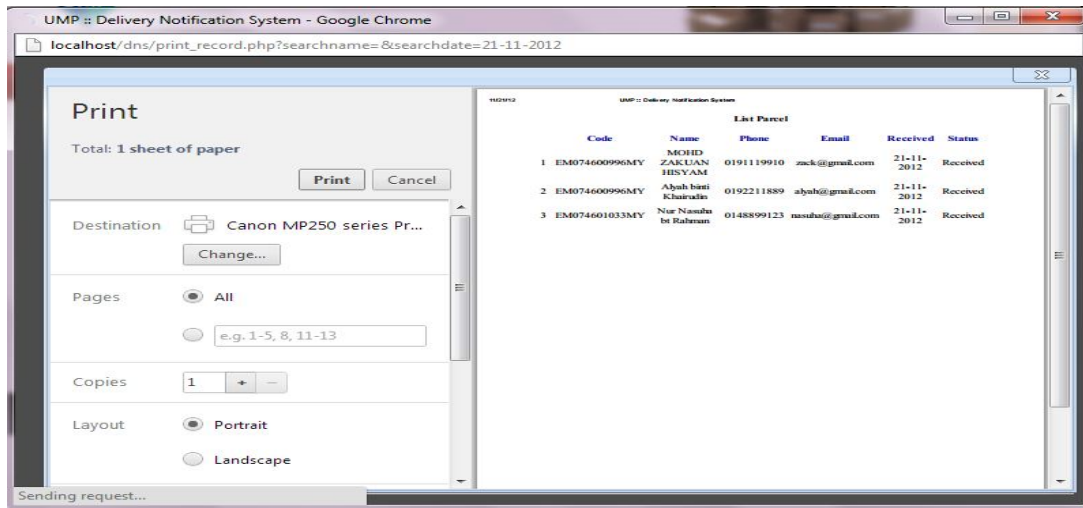 UMP :: Delivery Notification System - Google Chrome
localhost/dns/print_record.php?searchname=&searchdate=21-11-2012
Print
Total: 1 sheet of paper
Print Cancel
Destination Canon MP250 series Pr...
Change...
Pages All
e.g. 1-5, 8, 11-13
Copies 1 + −
Layout Portrait
Landscape
Sending request...
11/21/12 UMP :: Delivery Notification System
List Parcel
Code Name Phone Email Received Status
1 EM074600996MY MOHD ZAKUAN HISYAM 0191119910 zack@gmail.com 21-11-2012 Received
2 EM074600996MY Alyah binti Khairudin 0192211889 alyah@gmail.com 21-11-2012 Received
3 EM074601033MY Nur Nasuha bt Rahman 0148899123 nasuha@gmail.com 21-11-2012 Received